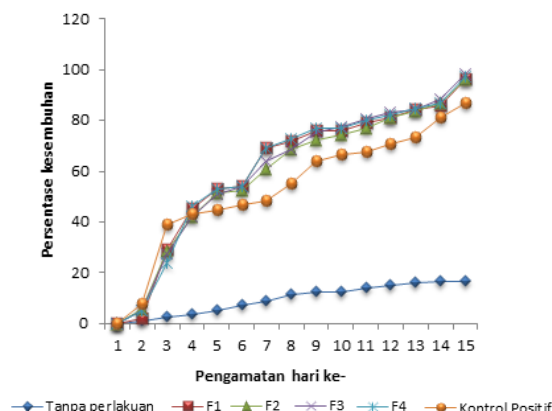 120
100
80
60
40
20
0
Persentase kesembuhan
1 2 3 4 5 6 7 8 9 10 11 12 13 14 15
Pengamatan hari ke-
Tanpa perlakuan F1 F2 F3 F4 Kontrol Positif